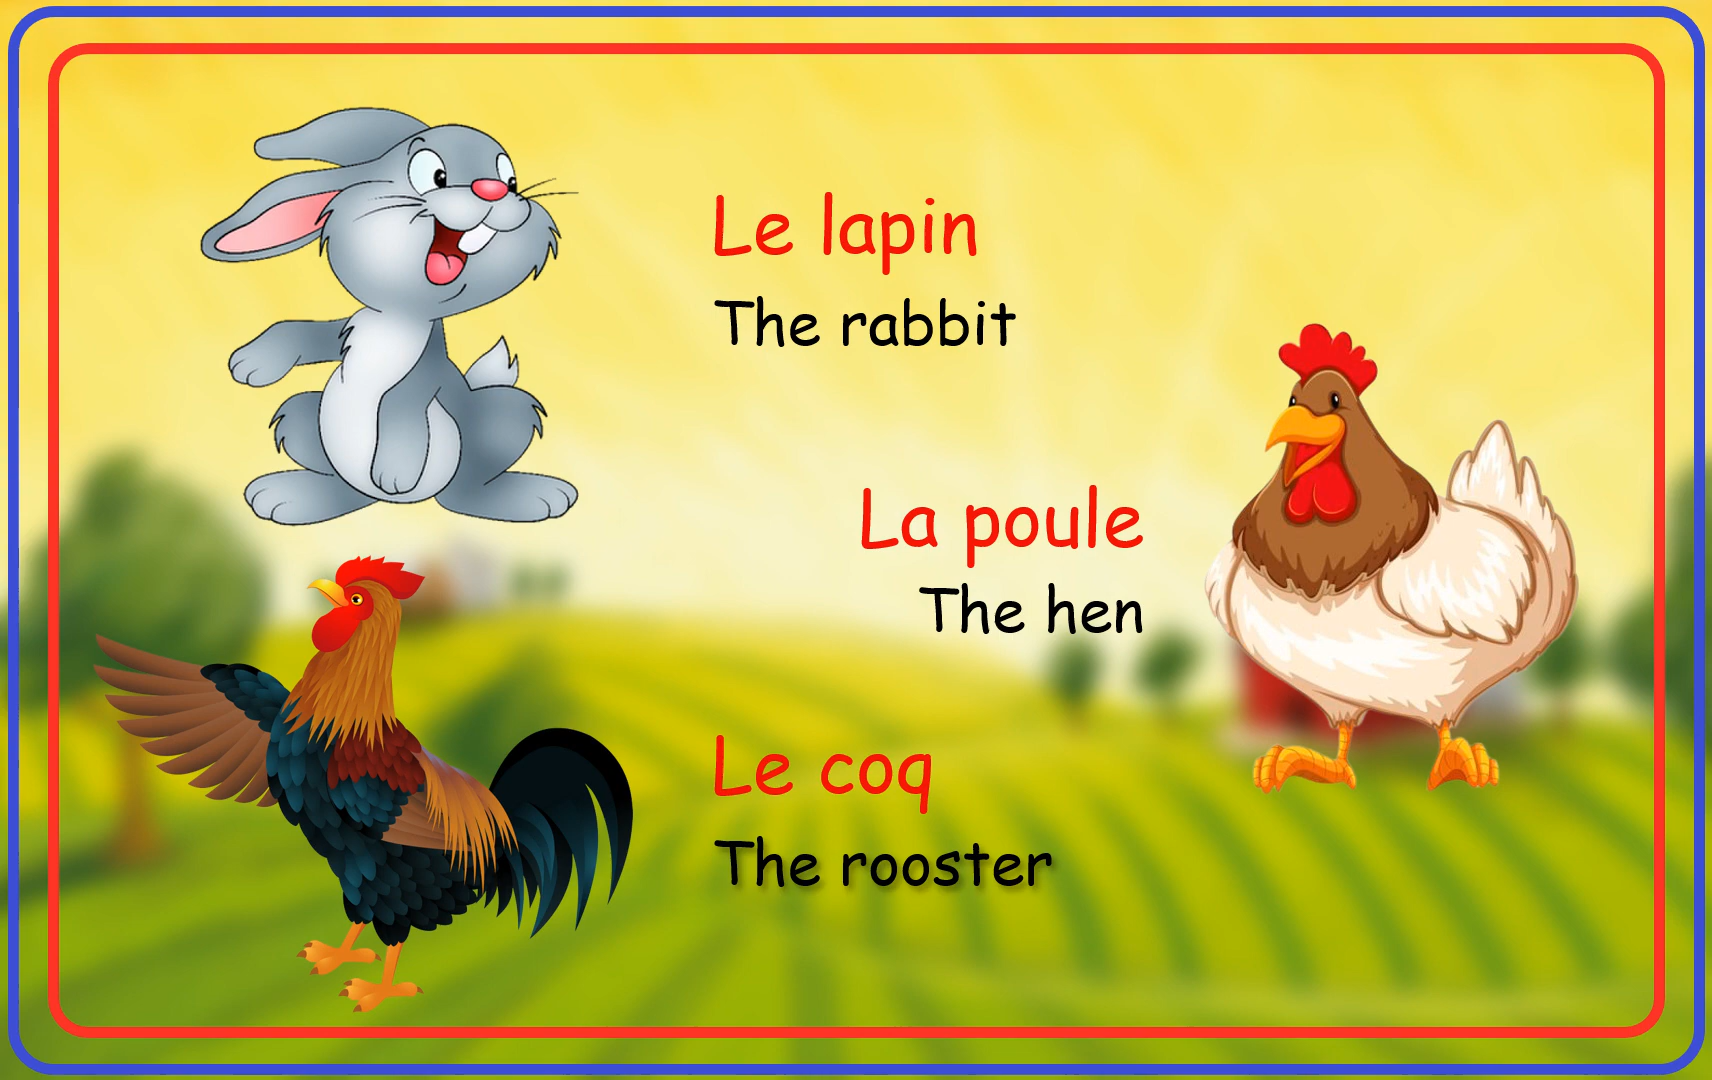 Le lapin
The rabbit
La poule
The hen
Le coq
The rooster